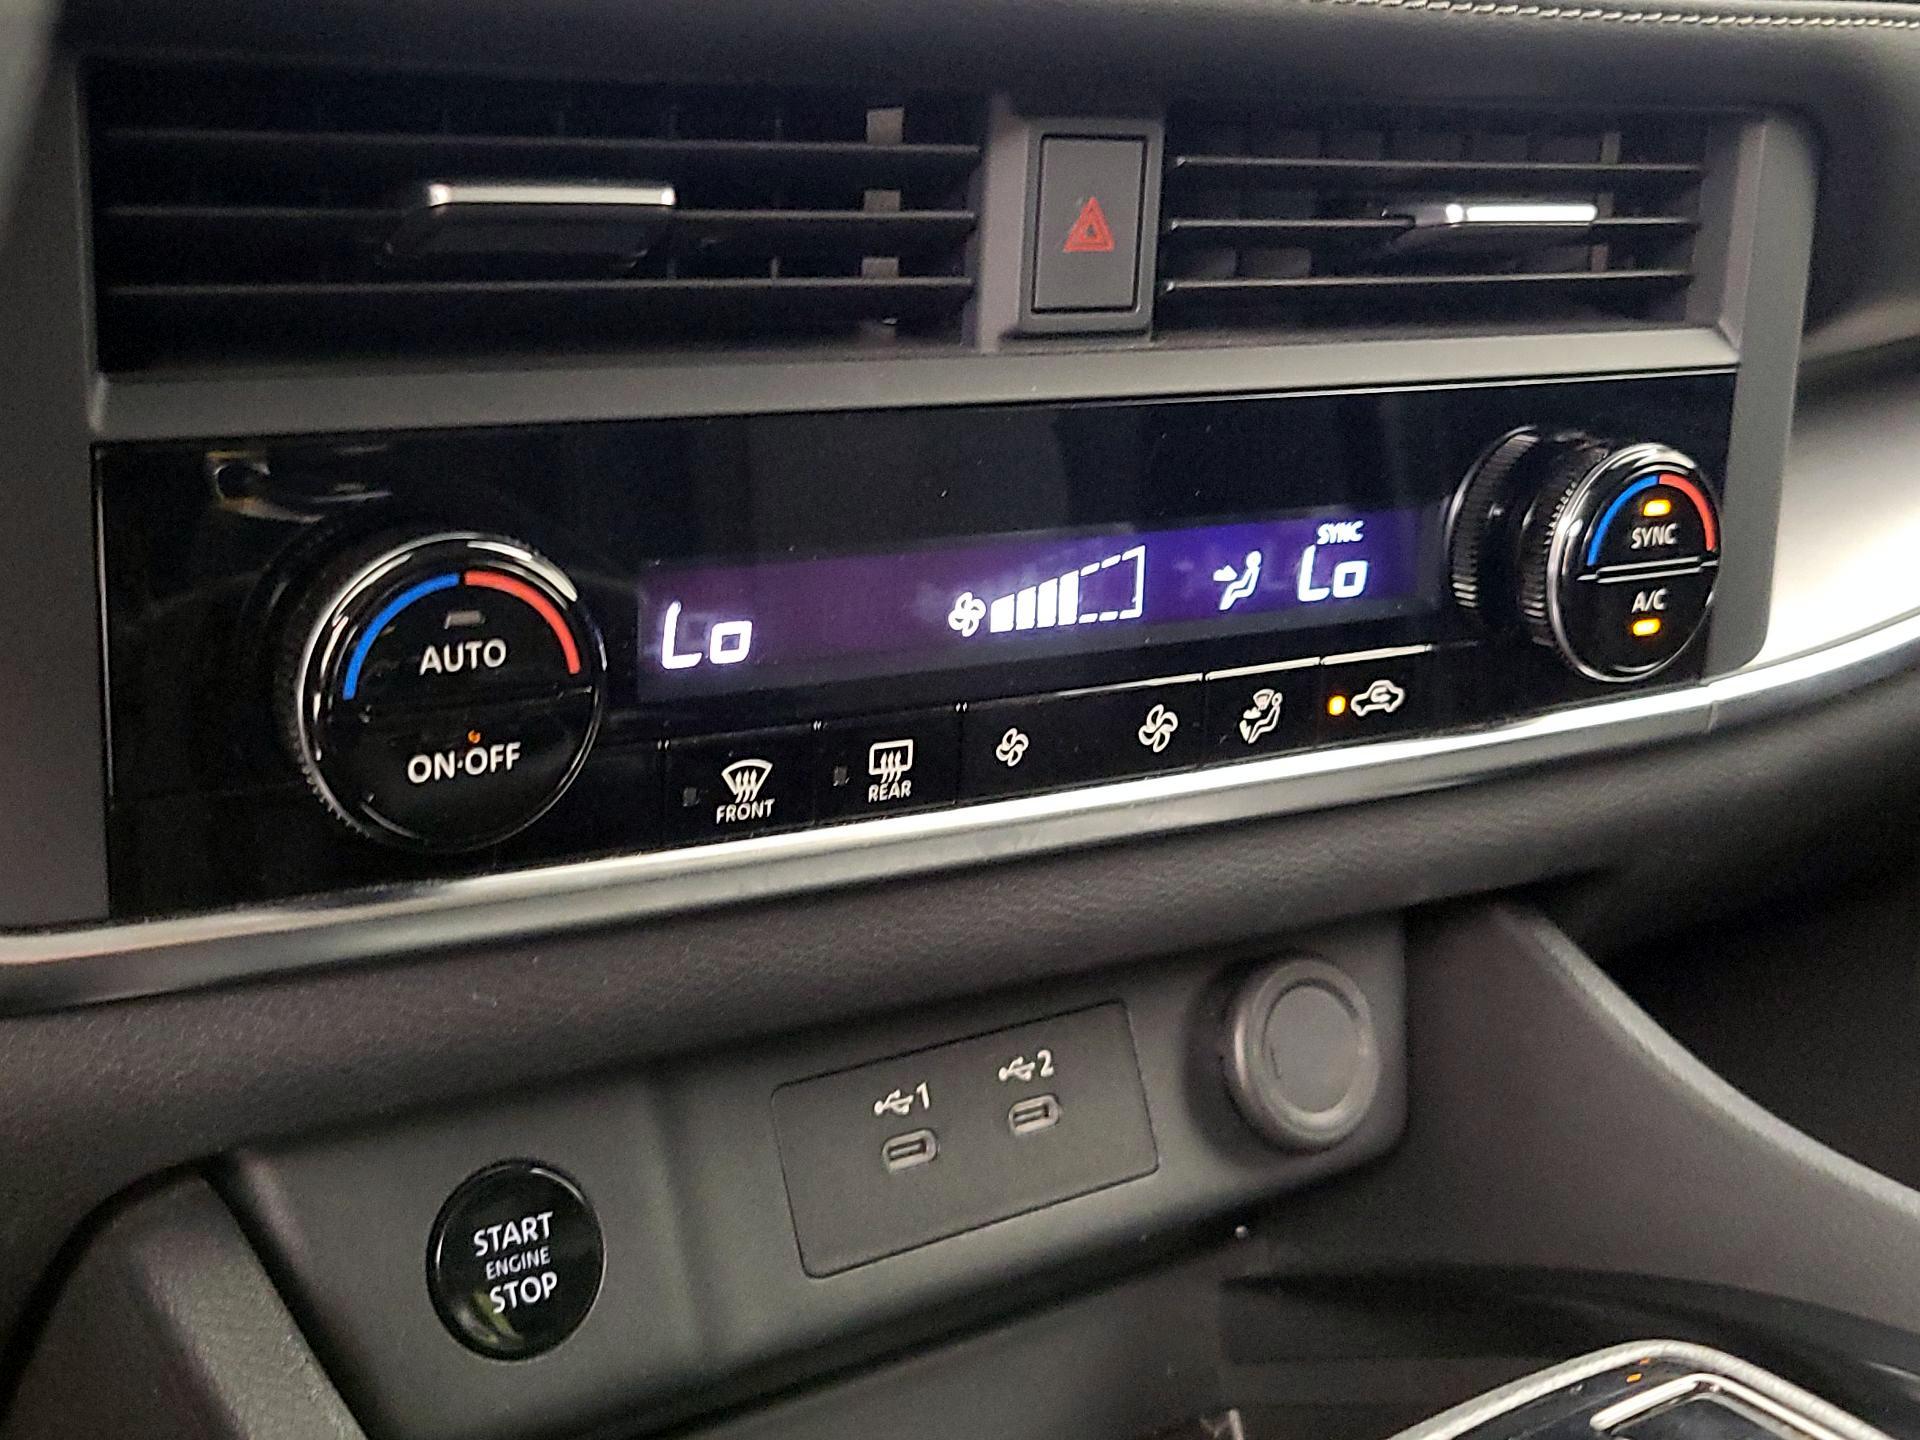 SYNC
Lo
Lo
SYNC
A/C
AUTO
ON·OFF
FRONT
REAR
1
2
START
ENGINE
STOP